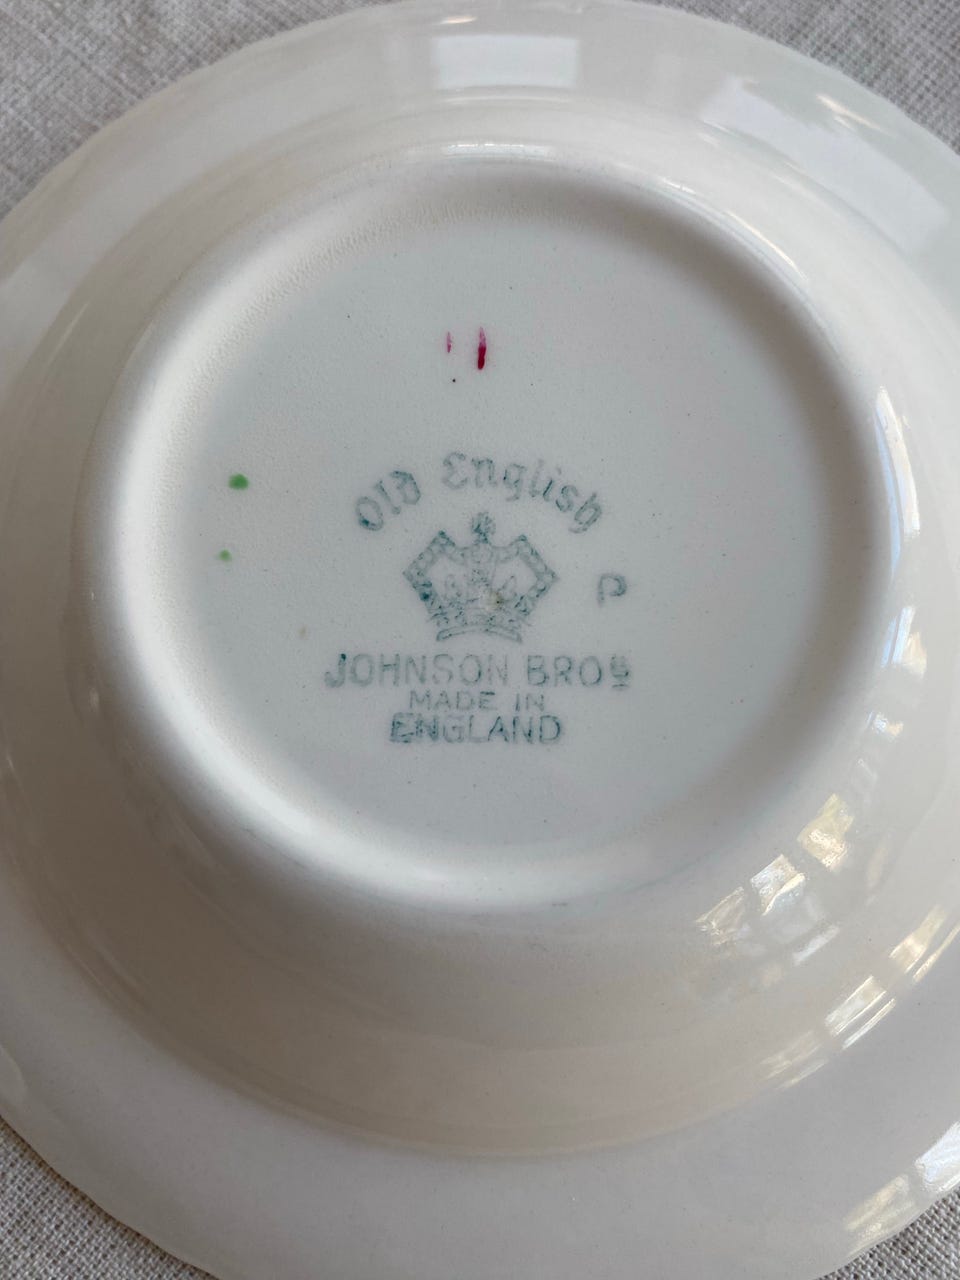 Old English
P
JOHNSON BROS
MADE IN
ENGLAND